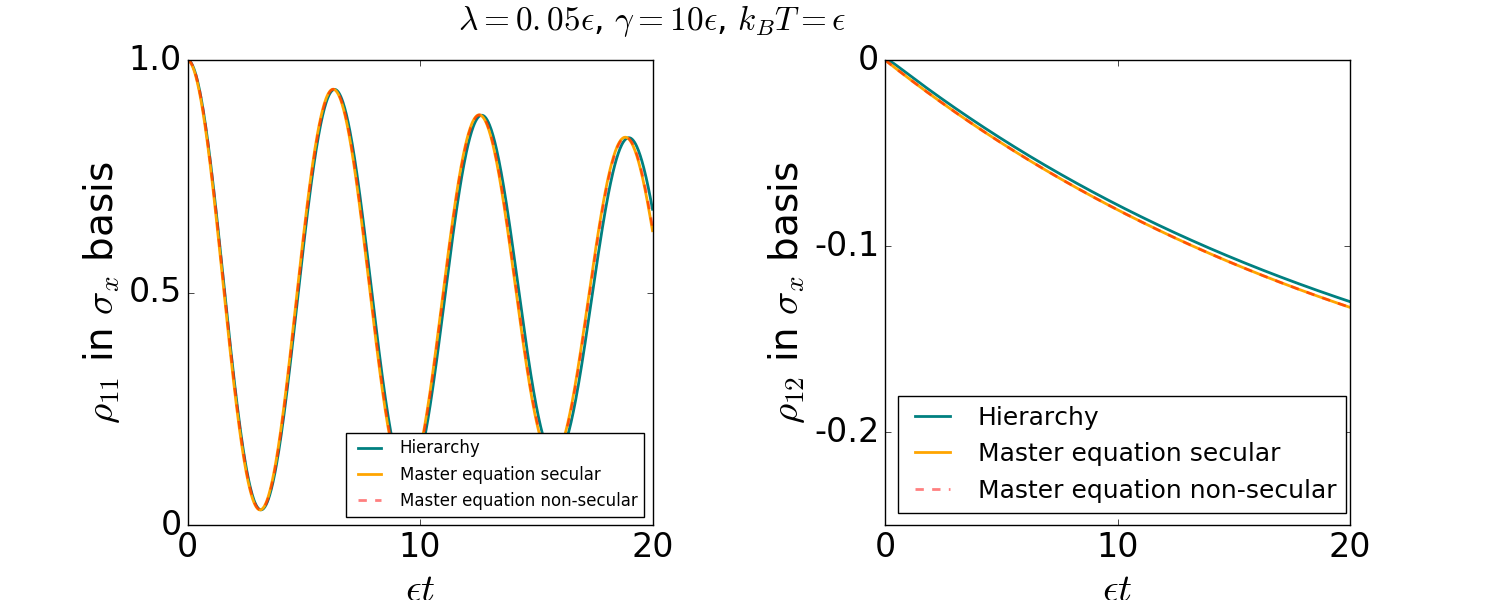 λ = 0.05ϵ, γ = 10ϵ, k_BT = ϵ
ρ₁₁ in σₓ basis
1.0
0.5
0
0
10
20
ϵt
Hierarchy
Master equation secular
Master equation non-secular
ρ₁₂ in σₓ basis
0
-0.1
-0.2
0
10
20
ϵt
Hierarchy
Master equation secular
Master equation non-secular